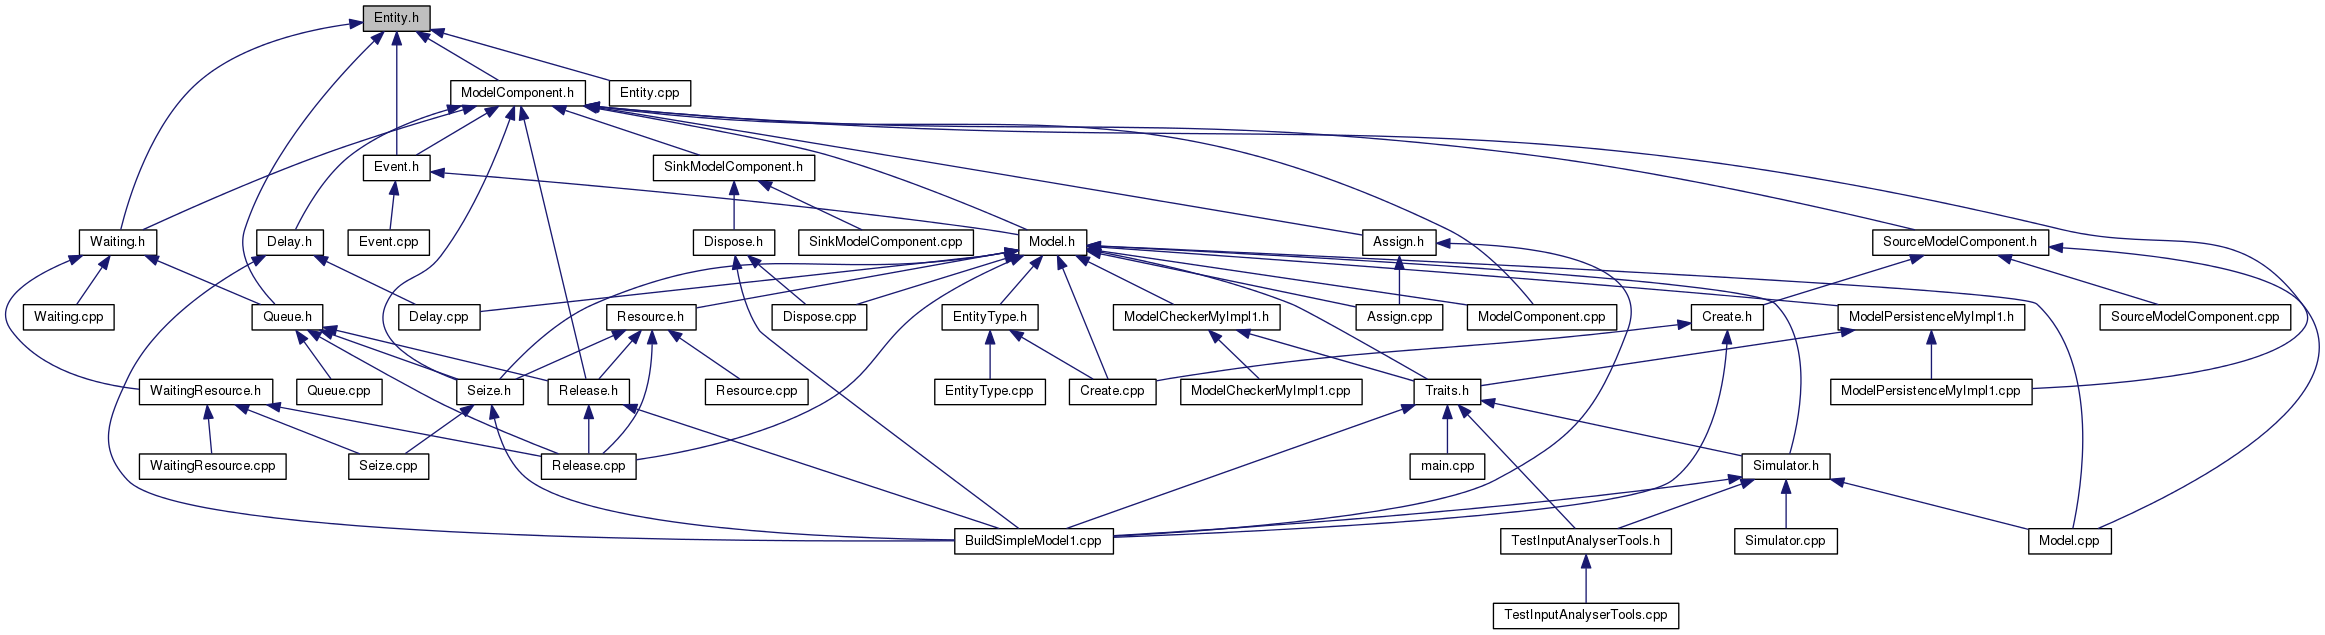 Entity.h
ModelComponent.h
Entity.cpp
Event.h
SinkModelComponent.h
Waiting.h
Delay.h
Event.cpp
Dispose.h
SinkModelComponent.cpp
Model.h
Assign.h
SourceModelComponent.h
Waiting.cpp
Queue.h
Delay.cpp
Resource.h
Dispose.cpp
EntityType.h
ModelCheckerMyImpl1.h
Assign.cpp
ModelComponent.cpp
Create.h
ModelPersistenceMyImpl1.h
SourceModelComponent.cpp
WaitingResource.h
Queue.cpp
Seize.h
Release.h
Resource.cpp
EntityType.cpp
Create.cpp
ModelCheckerMyImpl1.cpp
Traits.h
ModelPersistenceMyImpl1.cpp
WaitingResource.cpp
Seize.cpp
Release.cpp
main.cpp
Simulator.h
BuildSimpleModel1.cpp
TestInputAnalyserTools.h
Simulator.cpp
Model.cpp
TestInputAnalyserTools.cpp